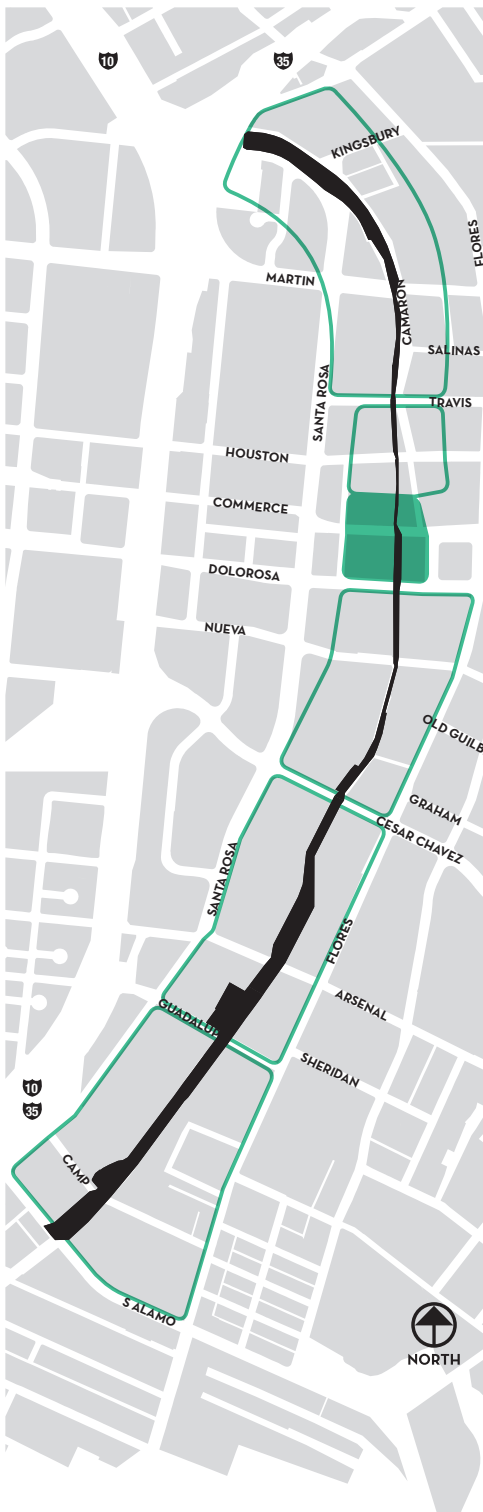 10
35
KINGSBURY
FLORES
MARTIN
CAMARON
SALINAS
SANTA ROSA
TRAVIS
HOUSTON
COMMERCE
DOLOROSA
NUEVA
OLD GUILB
GRAHAM
CESAR CHAVEZ
SANTA ROSA
FLORES
ARSENAL
GUADALUP
SHERIDAN
10
35
CAMP
S ALAMO
NORTH